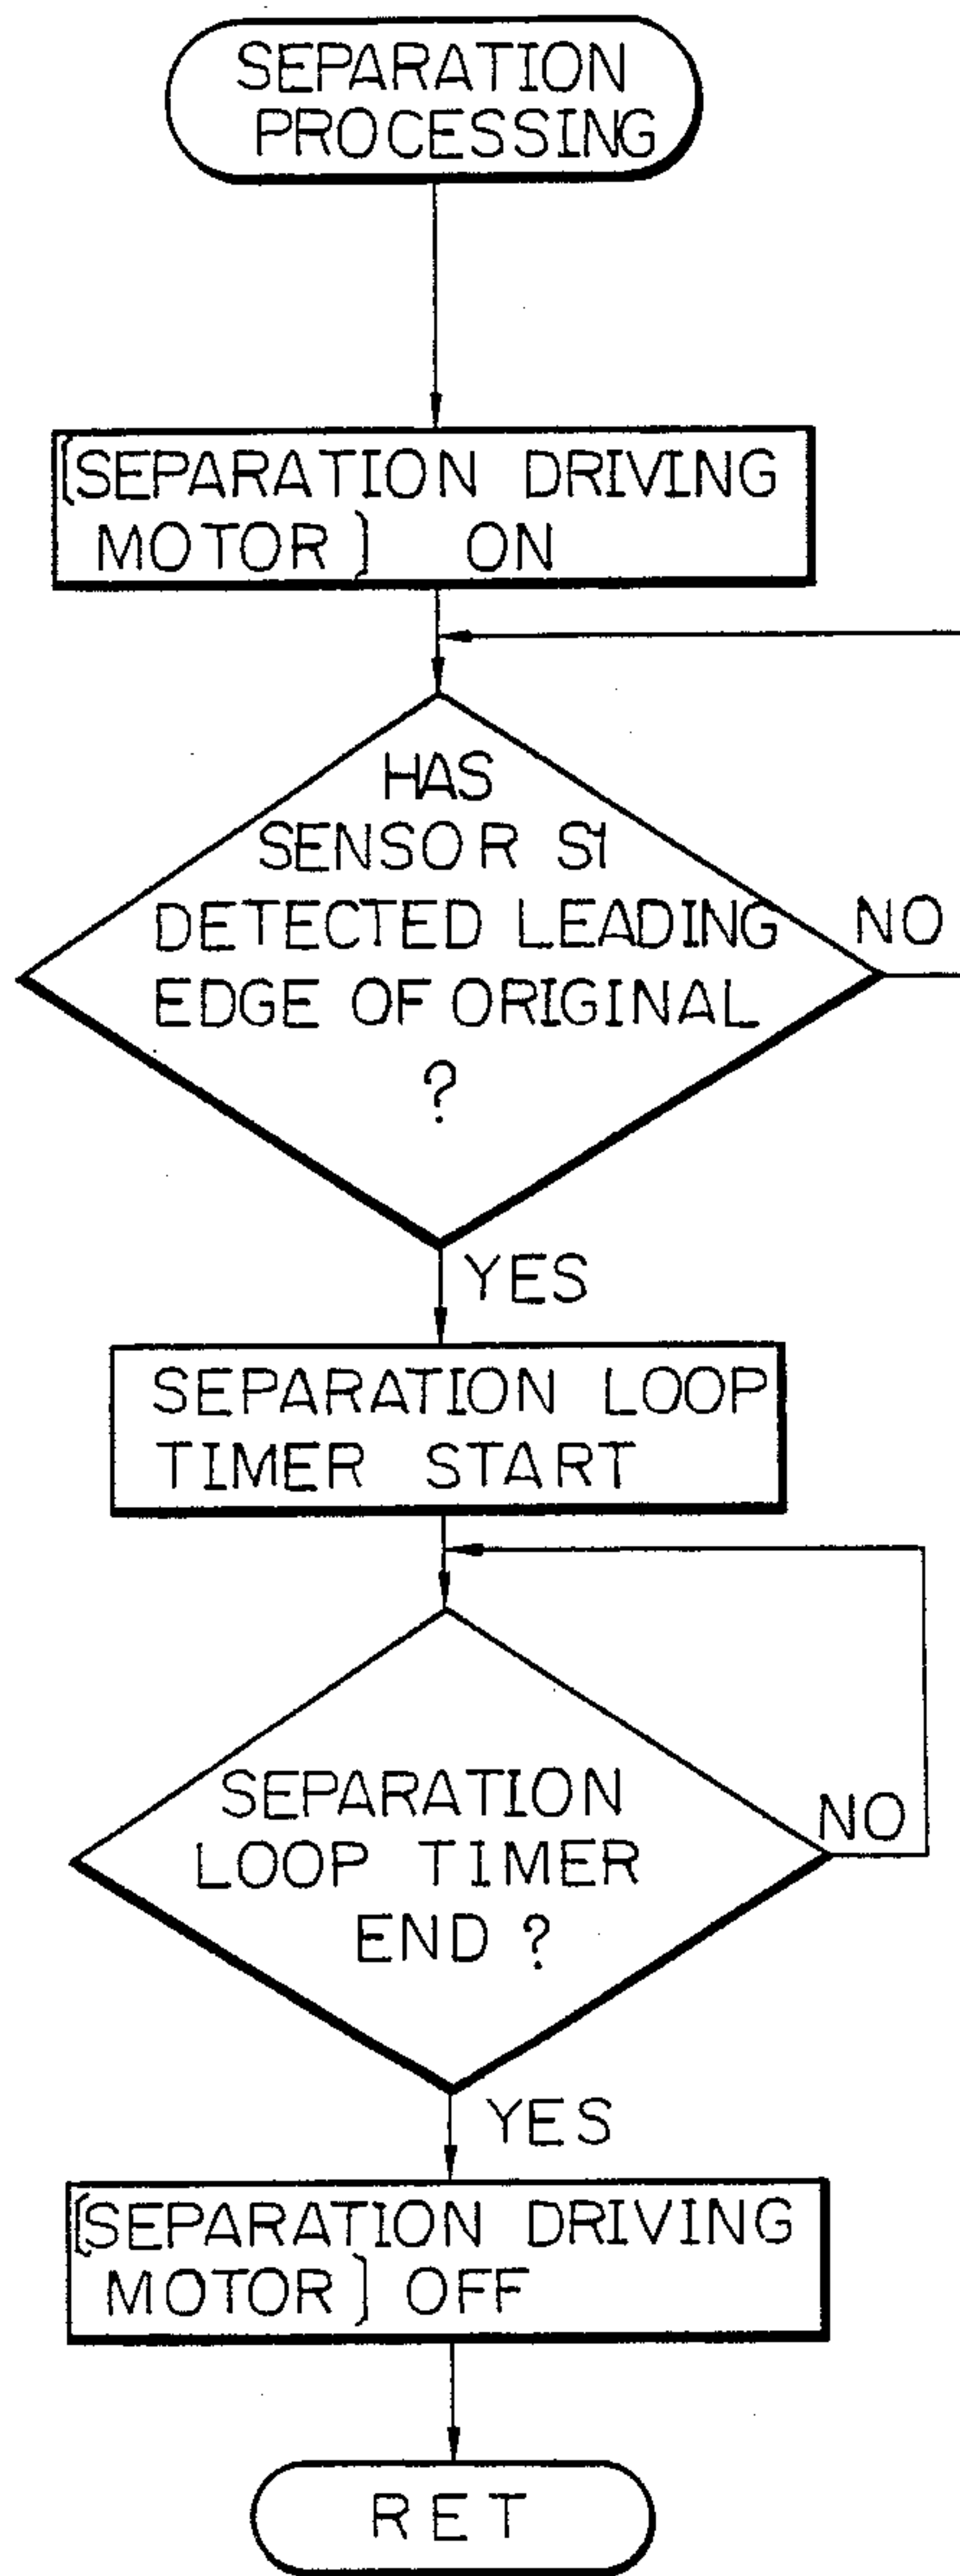 SEPARATION
PROCESSING
[SEPARATION DRIVING
MOTOR] ON
HAS
SENSOR S1
DETECTED LEADING
EDGE OF ORIGINAL
?
NO
YES
SEPARATION LOOP
TIMER START
SEPARATION
LOOP TIMER
END ?
NO
YES
[SEPARATION DRIVING
MOTOR] OFF
RET